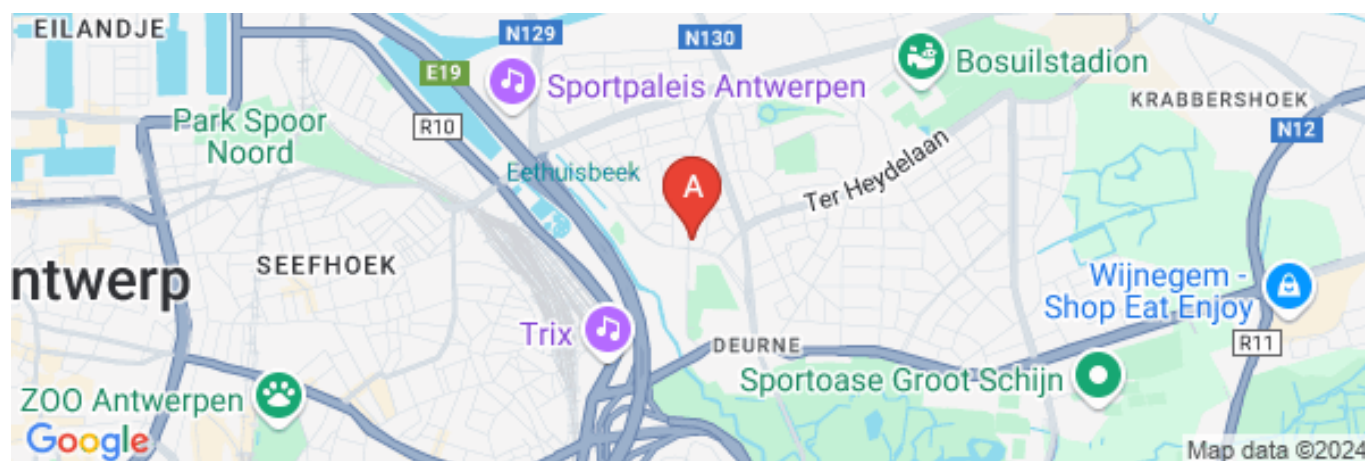 EILANDJE
N129
N130
Bosuilstadion
E19
Sportpaleis Antwerpen
KRABBERSHOEK
Park Spoor
Noord
R10
N12
Eethuisbeek
A
Ter Heydelaan
ntwerp
SEEFHOEK
Wijnegem -
Shop Eat Enjoy
Trix
DEURNE
R11
Sportoase Groot Schijn
ZOO Antwerpen
Google
Map data ©2024